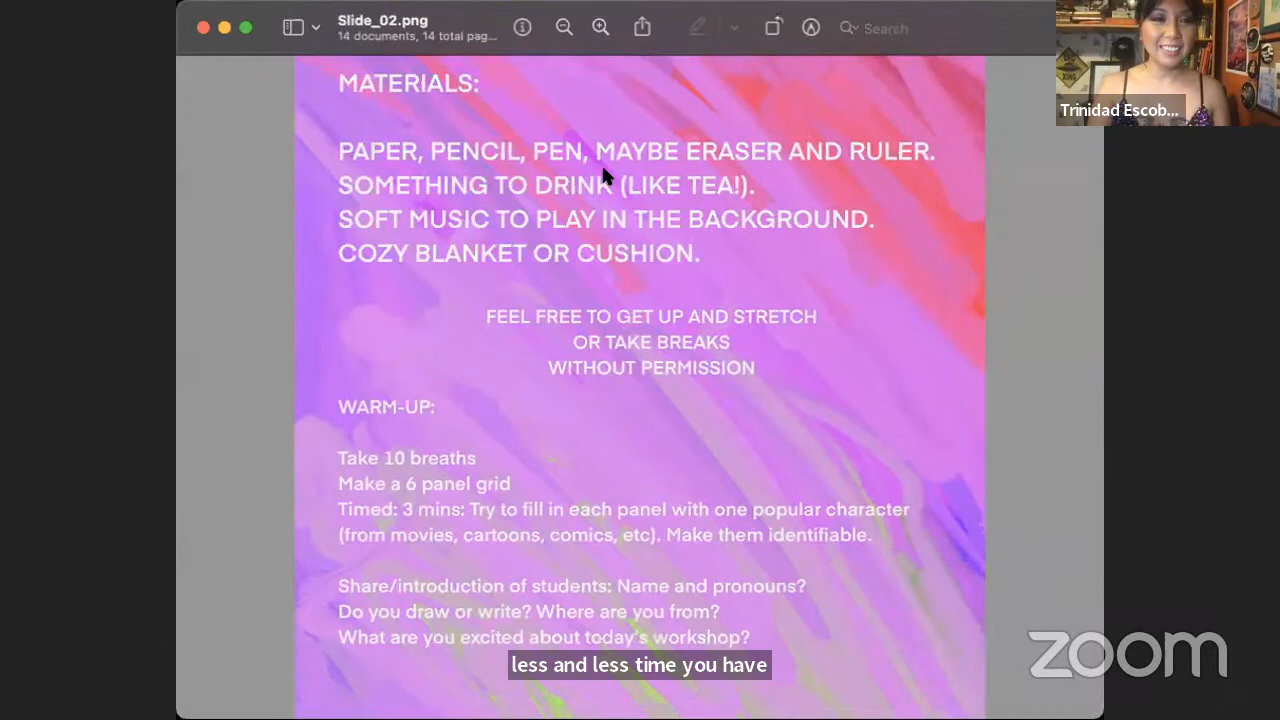 Slide_02.png
14 documents, 14 total pag...
Search
Trinidad Escob...
MATERIALS:
PAPER, PENCIL, PEN, MAYBE ERASER AND RULER.
SOMETHING TO DRINK (LIKE TEA!).
SOFT MUSIC TO PLAY IN THE BACKGROUND.
COZY BLANKET OR CUSHION.
FEEL FREE TO GET UP AND STRETCH
OR TAKE BREAKS
WITHOUT PERMISSION
WARM-UP:
Take 10 breaths
Make a 6 panel grid
Timed: 3 mins: Try to fill in each panel with one popular character
(from movies, cartoons, comics, etc). Make them identifiable.
Share/introduction of students: Name and pronouns?
Do you draw or write? Where are you from?
What are you excited about today's workshop?
less and less time you have
zoom